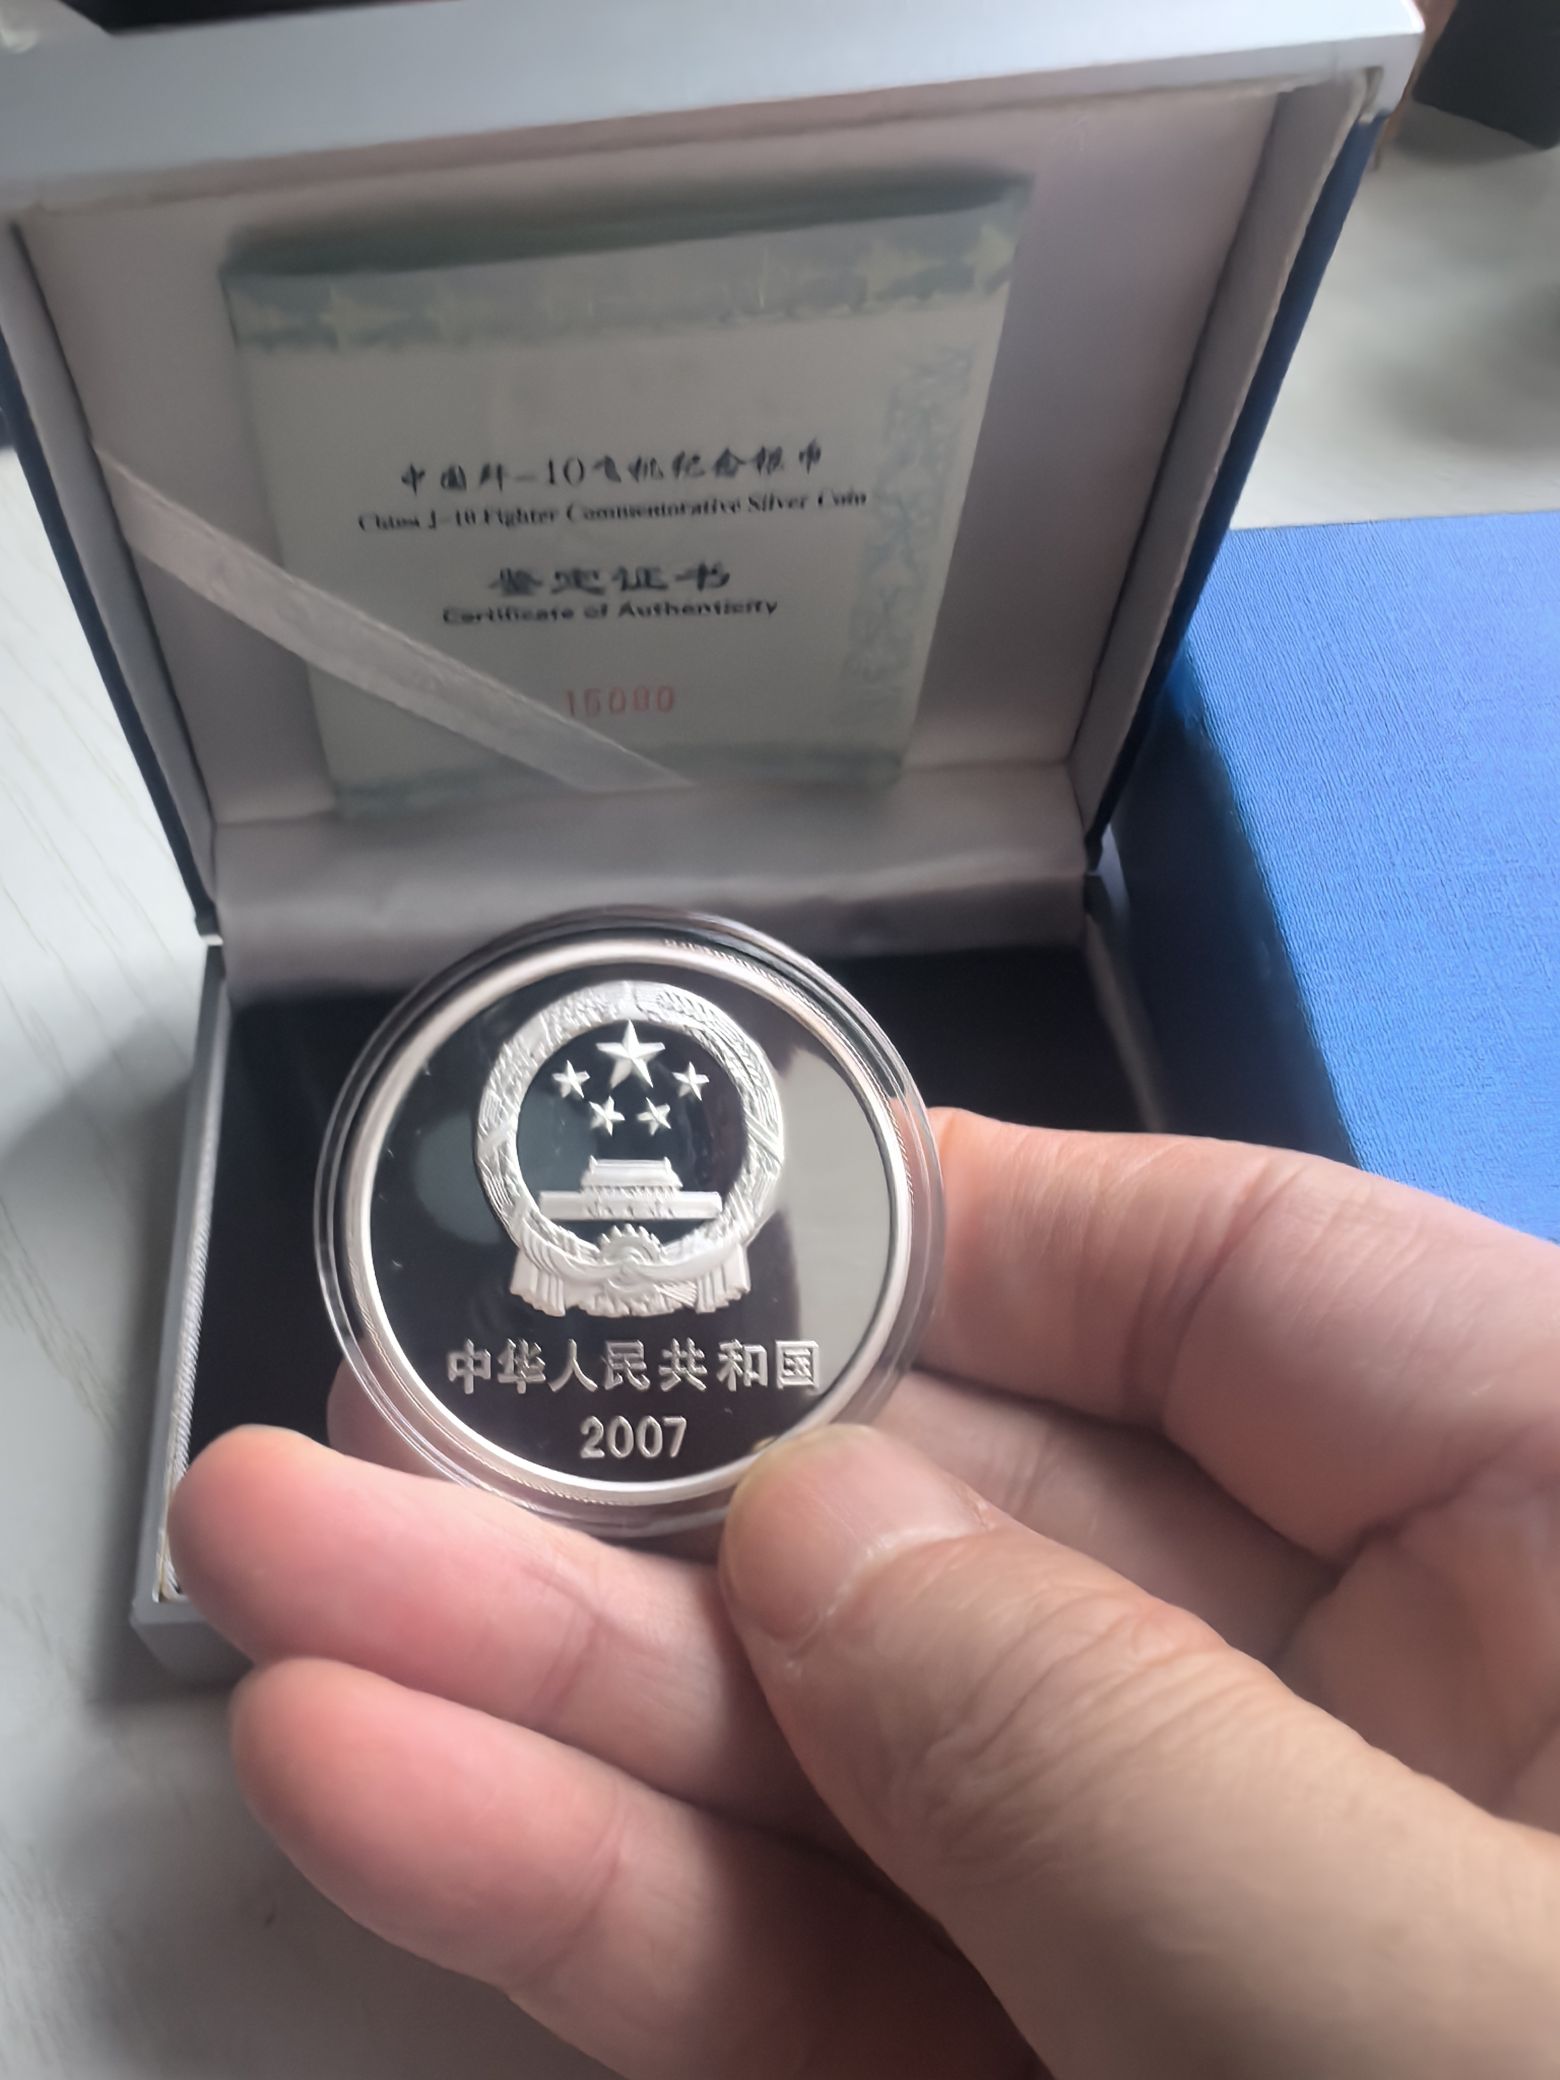 中国歼-10飞机纪念银币
China J-10 Fighter Commemorative Silver Coin
鉴定证书
Certificate of Authenticity
15000
中华人民共和国
2007